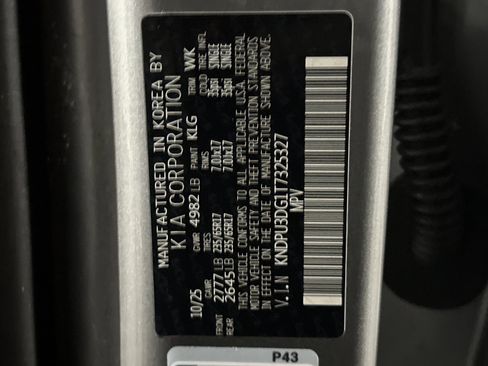 MANUFACTURED IN KOREA BY
KIA CORPORATION
10/25 GVWR 4982 LB PAINT KLG TRIM WK
GAWR TIRES RIMS COLD TIRE INFL
FRONT 2777 LB 235/65R17 7.0Jx17 35psi SINGLE
REAR 2645 LB 235/65R17 7.0Jx17 35psi SINGLE
THIS VEHICLE CONFORMS TO ALL APPLICABLE U.S.A. FEDERAL
MOTOR VEHICLE SAFETY AND THEFT PREVENTION STANDARDS
IN EFFECT ON THE DATE OF MANUFACTURE SHOWN ABOVE.
V.I.N KNDPU3DG1T7325327
MPV
P43